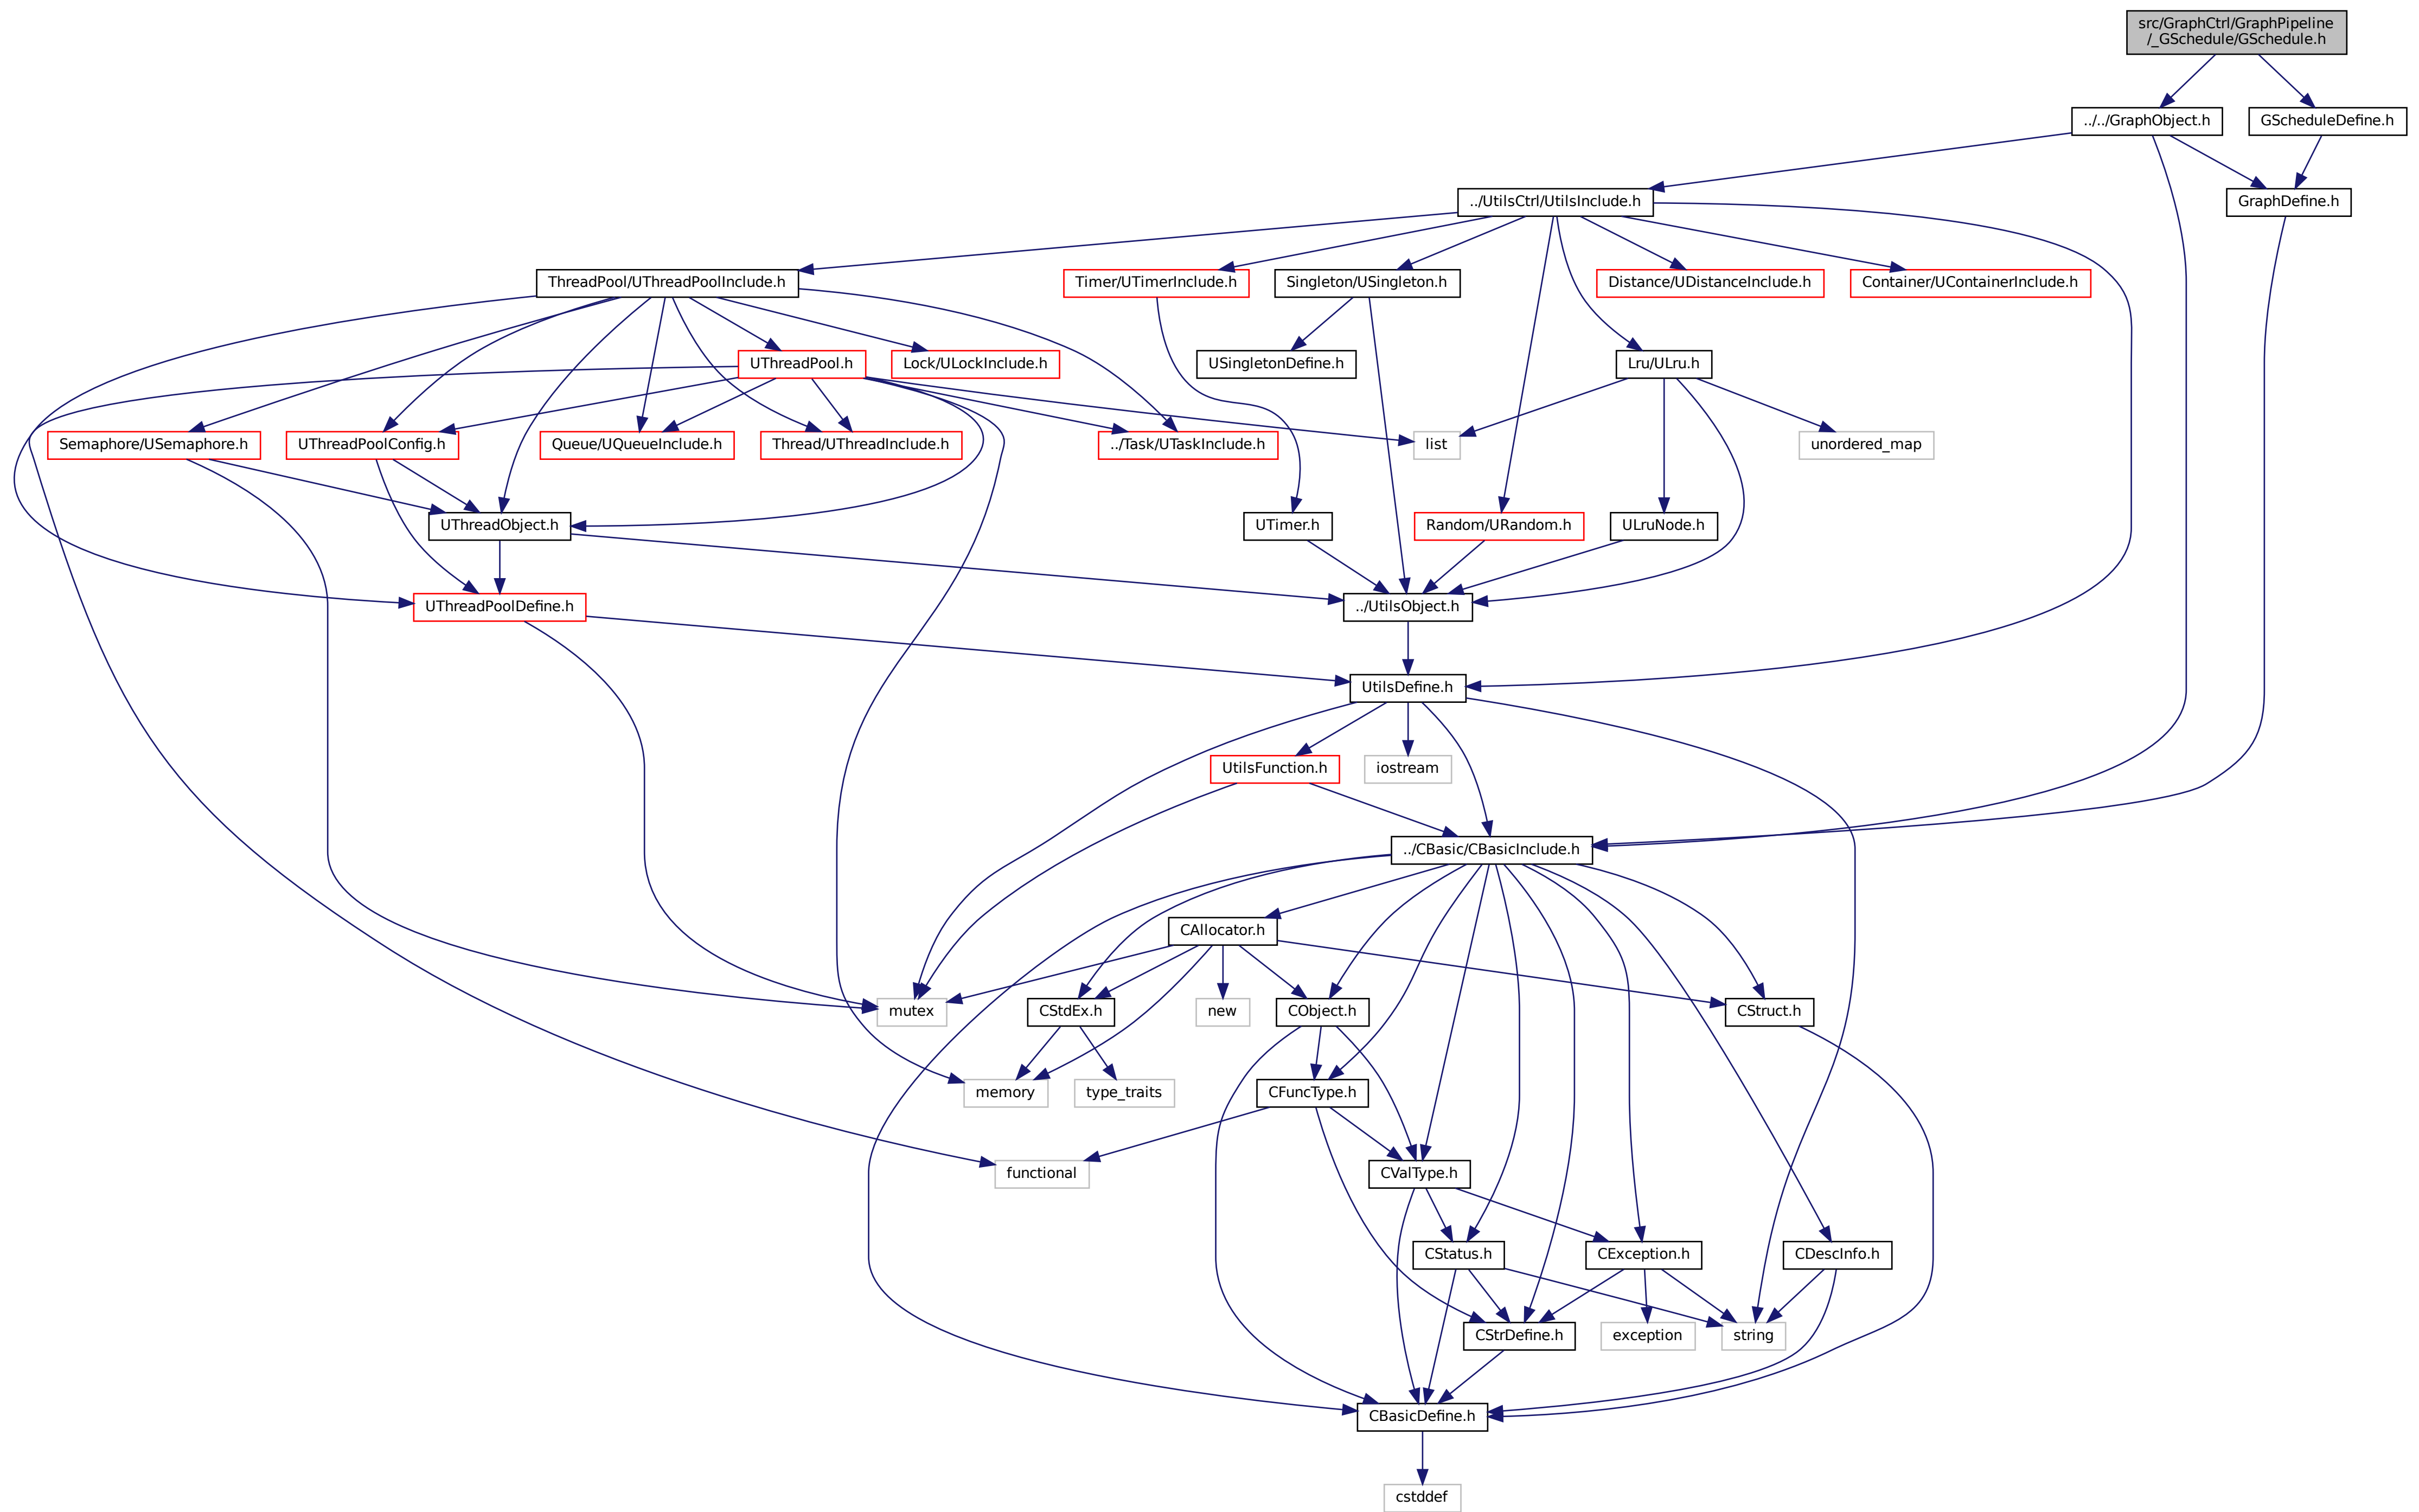 src/GraphCtrl/GraphPipeline
/_GSchedule/GSchedule.h
../../GraphObject.h
GScheduleDefine.h
../UtilsCtrl/UtilsInclude.h
GraphDefine.h
ThreadPool/UThreadPoolInclude.h
Timer/UTimerInclude.h
Singleton/USingleton.h
Distance/UDistanceInclude.h
Container/UContainerInclude.h
UThreadPool.h
Lock/ULockInclude.h
USingletonDefine.h
Lru/ULru.h
Semaphore/USemaphore.h
UThreadPoolConfig.h
Queue/UQueueInclude.h
Thread/UThreadInclude.h
../Task/UTaskInclude.h
list
unordered_map
UThreadObject.h
UTimer.h
Random/URandom.h
ULruNode.h
UThreadPoolDefine.h
../UtilsObject.h
UtilsDefine.h
UtilsFunction.h
iostream
../CBasic/CBasicInclude.h
CAllocator.h
mutex
CStdEx.h
new
CObject.h
CStruct.h
memory
type_traits
CFuncType.h
functional
CValType.h
CStatus.h
CException.h
CDescInfo.h
CStrDefine.h
exception
string
CBasicDefine.h
cstddef